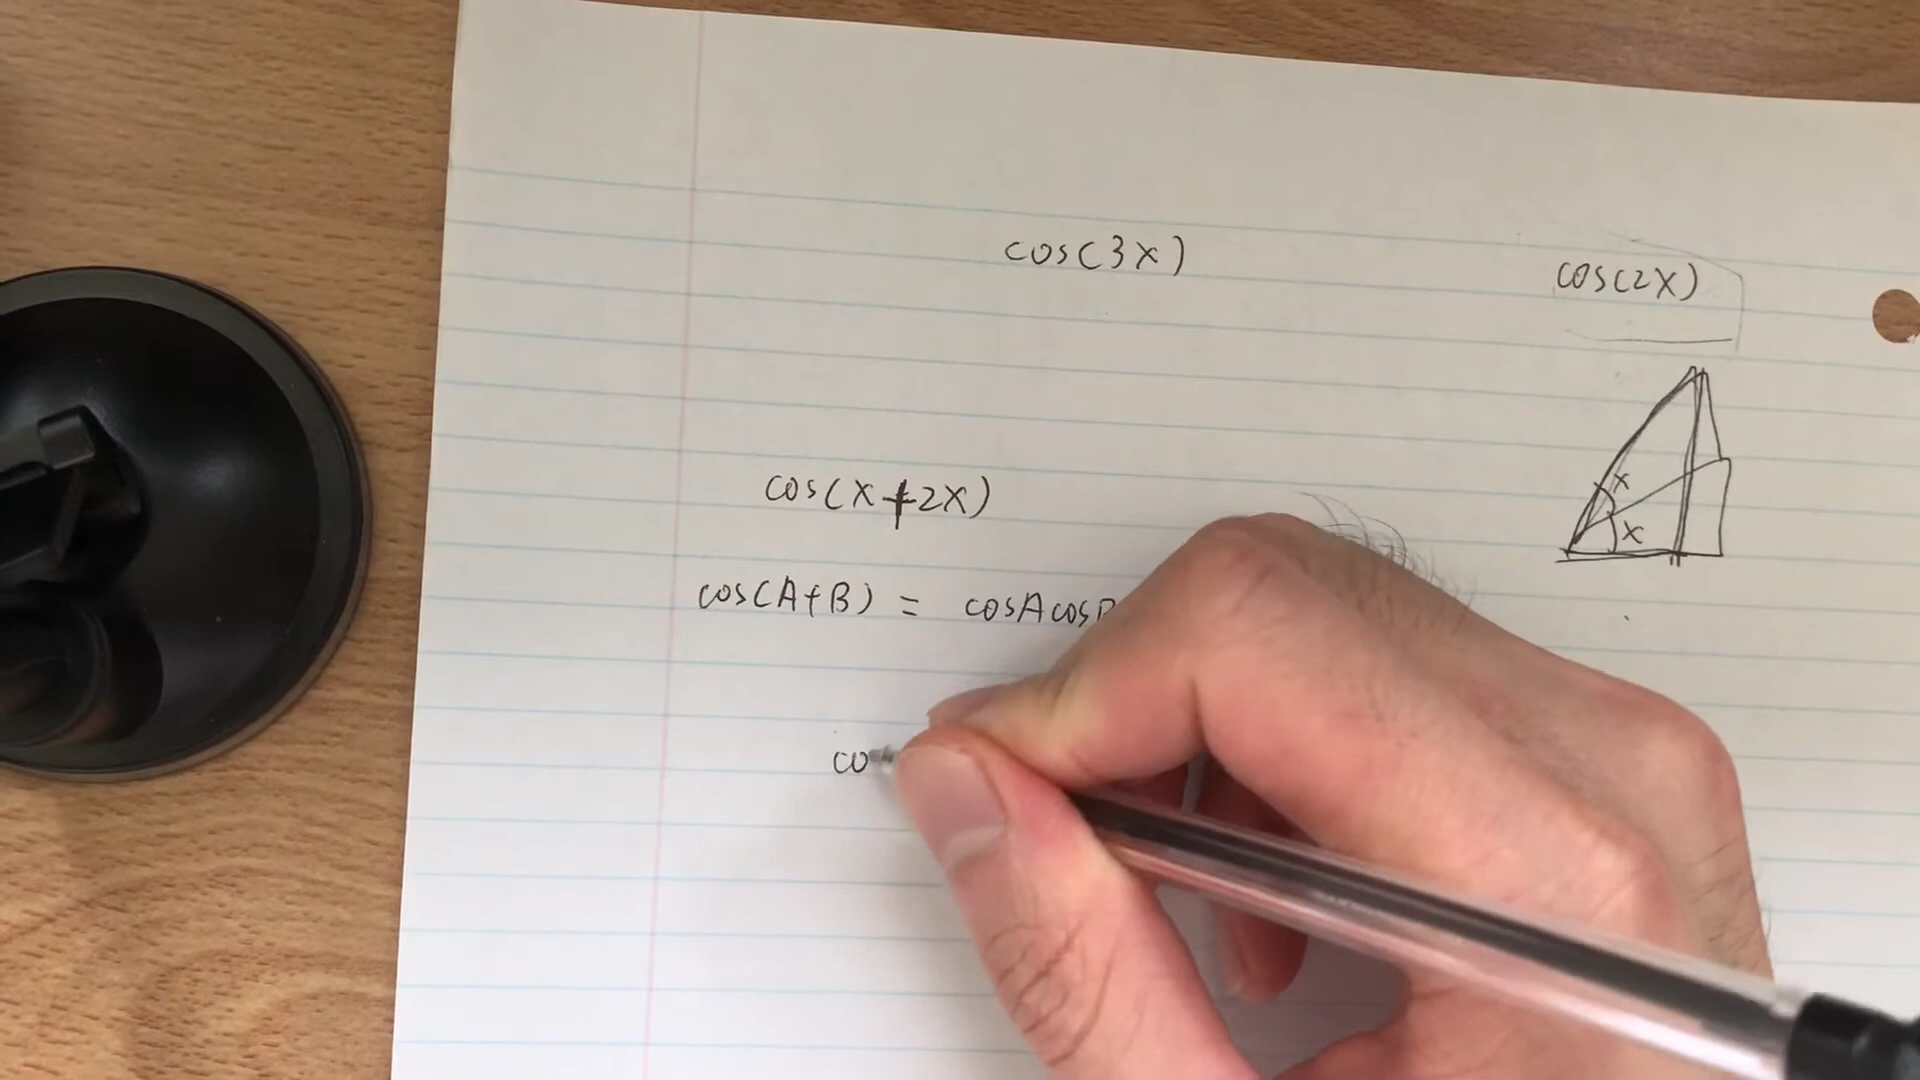 cos(3x)
cos(2x)
x
x
cos(x+2x)
cos(A+B) = cosAcos
co